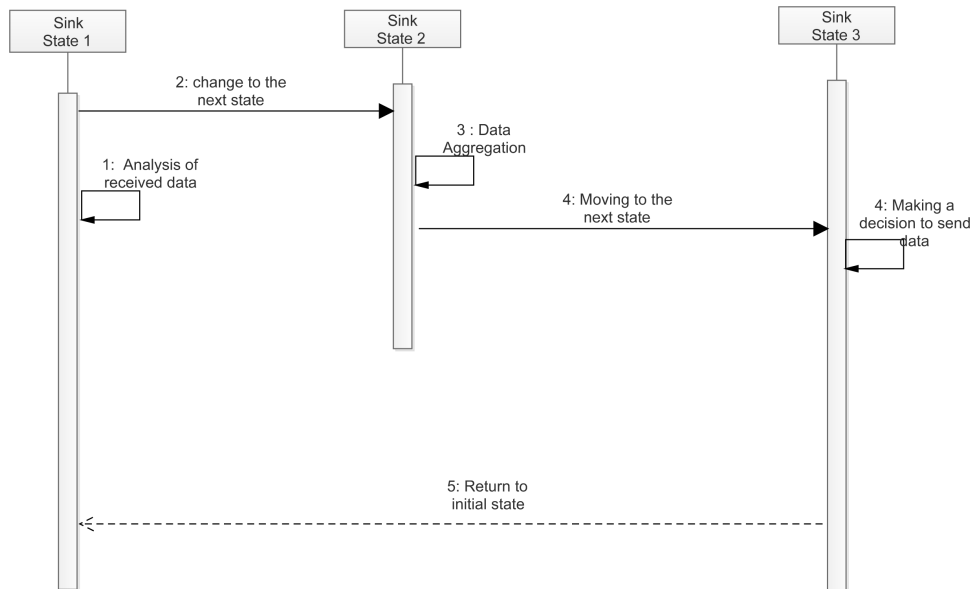 Sink
State 1
Sink
State 2
Sink
State 3
2: change to the
next state
3 : Data
Aggregation
1:  Analysis of
received data
4: Moving to the
next state
4: Making a
decision to send
data
5: Return to
initial state